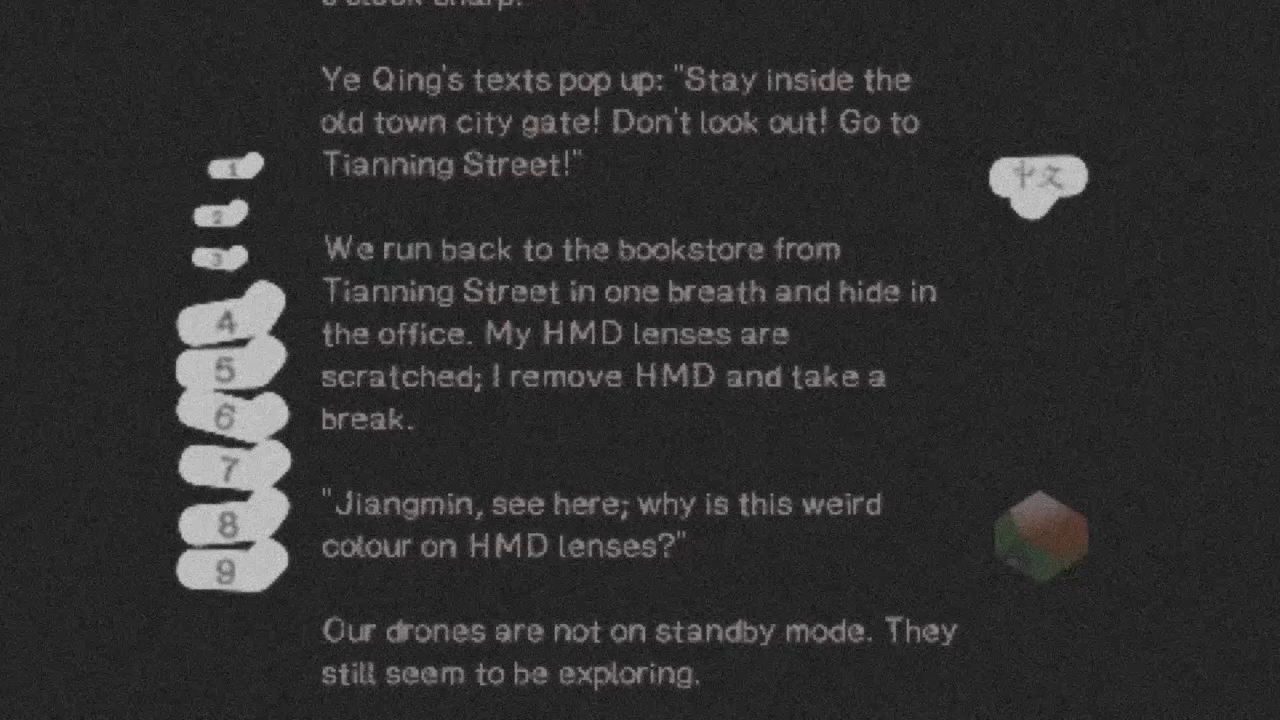 o'clock sharp.
Ye Qing's texts pop up: "Stay inside the
old town city gate! Don't look out! Go to
Tianning Street!"
We run back to the bookstore from
Tianning Street in one breath and hide in
the office. My HMD lenses are
scratched; I remove HMD and take a
break.
"Jiangmin, see here; why is this weird
colour on HMD lenses?"
Our drones are not on standby mode. They
still seem to be exploring.
1
2
3
4
5
6
7
8
9
中文